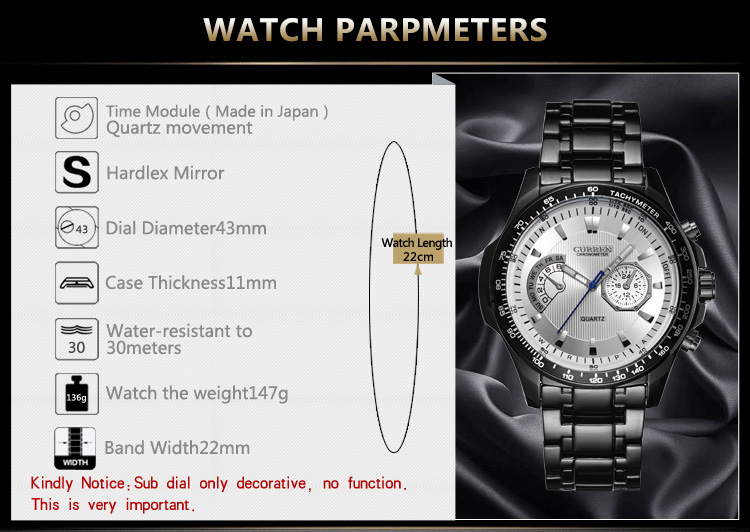 WATCH PARPMETERS
Time Module ( Made in Japan )
Quartz movement
S
Hardlex Mirror
43
Dial Diameter43mm
Case Thickness11mm
30
Water-resistant to
30meters
136g
Watch the weight147g
WIDTH
Band Width22mm
Kindly Notice:Sub dial only decorative, no function.
This is very important.
Watch Length
22cm
60
TACHYMETER
400
CURREN
CHRONOMETER
QUARTZ